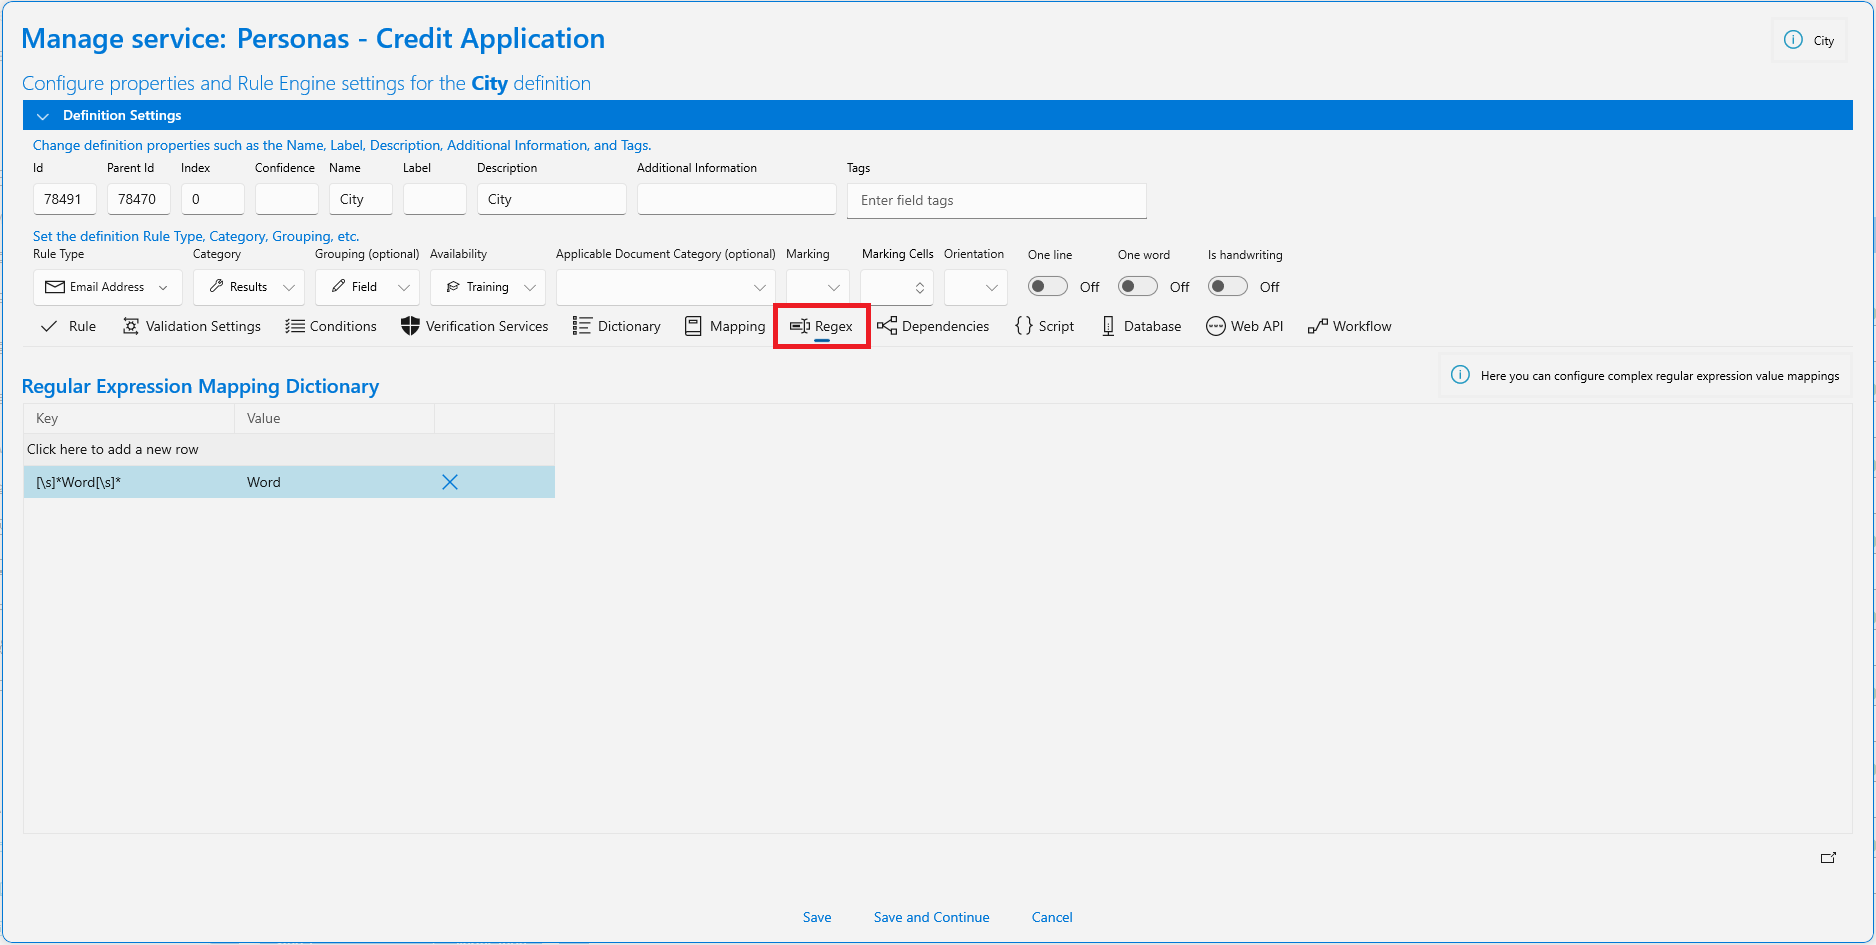 Manage service: Personas - Credit Application
City
Configure properties and Rule Engine settings for the City definition
Definition Settings
Change definition properties such as the Name, Label, Description, Additional Information, and Tags.
Id Parent Id Index Confidence Name Label Description Additional Information Tags
78491 78470 0 City City Enter field tags
Set the definition Rule Type, Category, Grouping, etc.
Rule Type Category Grouping (optional) Availability Applicable Document Category (optional) Marking Marking Cells Orientation One line One word Is handwriting
Email Address Results Field Training Off Off Off
Rule Validation Settings Conditions Verification Services Dictionary Mapping Regex Dependencies Script Database Web API Workflow
Here you can configure complex regular expression value mappings
Regular Expression Mapping Dictionary
Key Value
Click here to add a new row
[\s]*Word[\s]* Word
Save Save and Continue Cancel